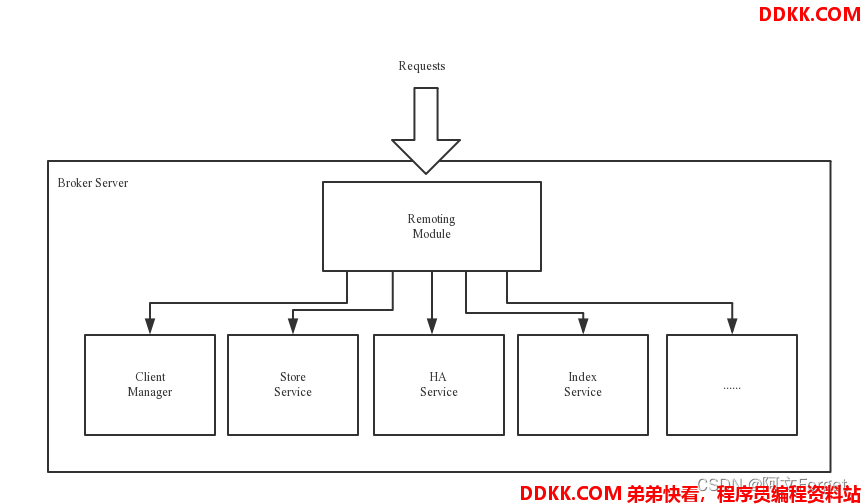 DDKK.COM
Requests
Broker Server
Remoting
Module
Client
Manager
Store
Service
HA
Service
Index
Service
......
CSDN @阿文Forget
DDKK.COM 弟弟快看，程序员编程资料站